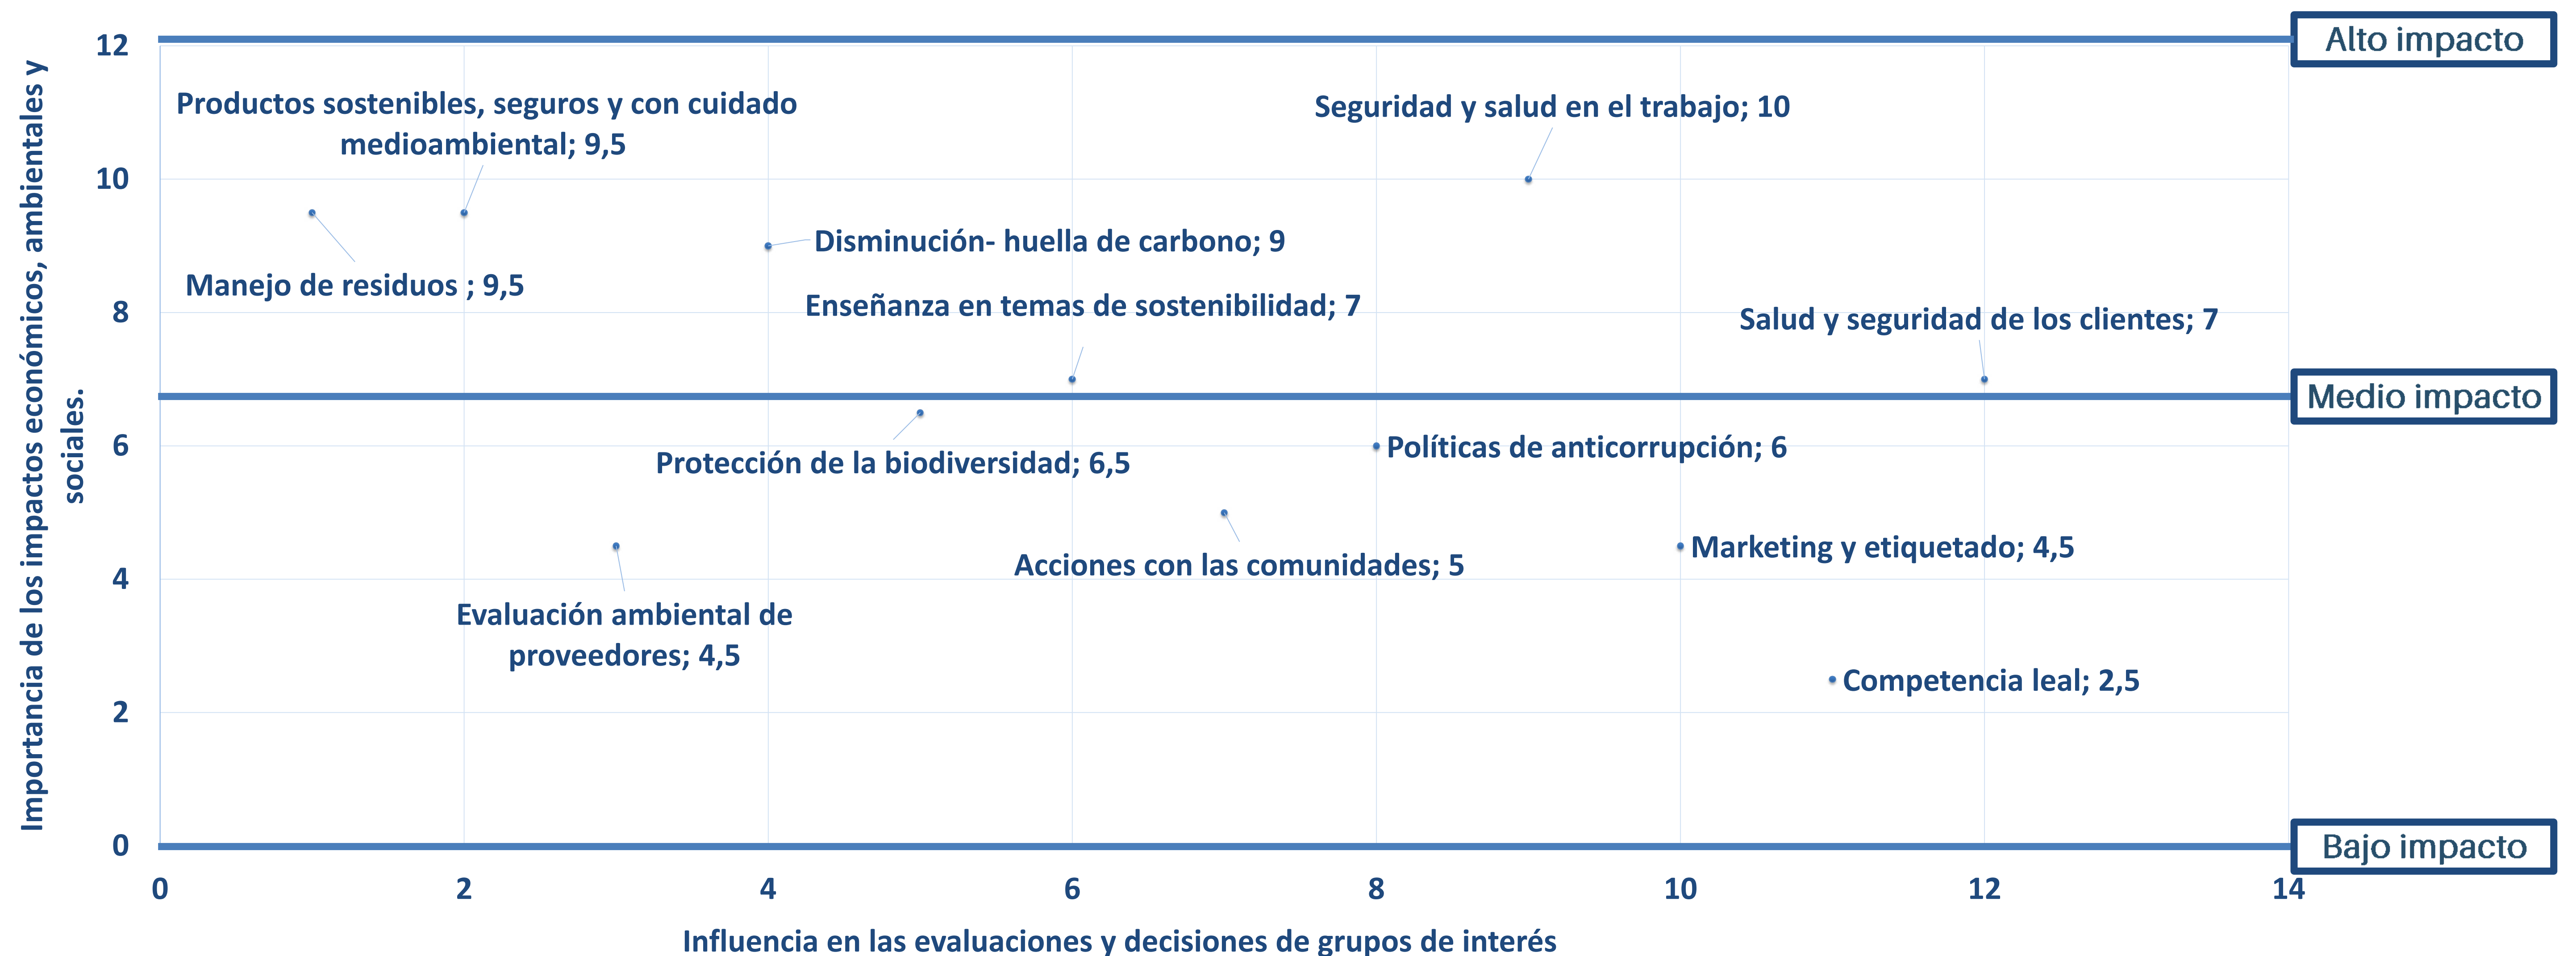 Importancia de los impactos económicos, ambientales y
sociales.
12
10
8
6
4
2
0
Alto impacto
Productos sostenibles, seguros y con cuidado
medioambiental; 9,5
Seguridad y salud en el trabajo; 10
Disminución- huella de carbono; 9
Manejo de residuos ; 9,5
Enseñanza en temas de sostenibilidad; 7
Salud y seguridad de los clientes; 7
Medio impacto
Protección de la biodiversidad; 6,5
Políticas de anticorrupción; 6
Acciones con las comunidades; 5
Marketing y etiquetado; 4,5
Evaluación ambiental de
proveedores; 4,5
Competencia leal; 2,5
Bajo impacto
0 2 4 6 8 10 12 14
Influencia en las evaluaciones y decisiones de grupos de interés